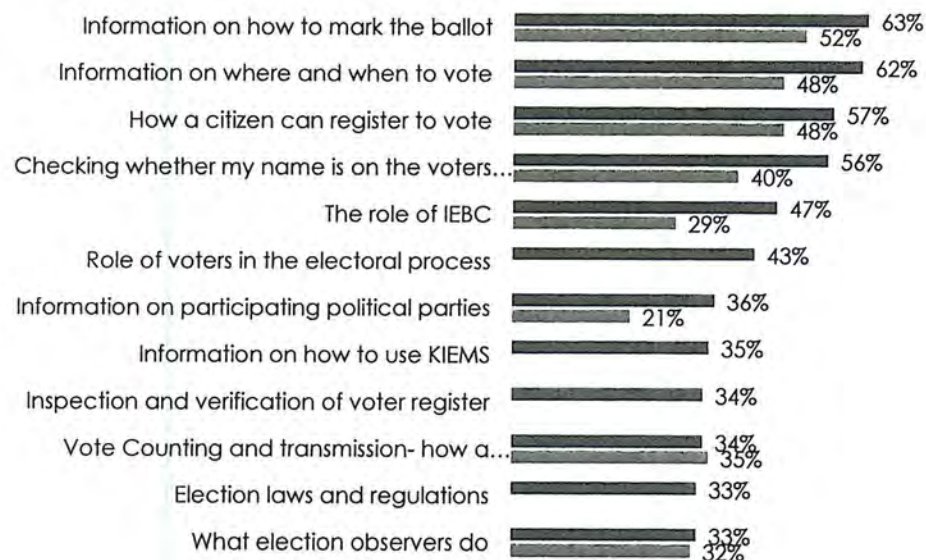 Information on how to mark the ballot 63%
52%
Information on where and when to vote 62%
48%
How a citizen can register to vote 57%
48%
Checking whether my name is on the voters... 56%
40%
The role of IEBC 47%
29%
Role of voters in the electoral process 43%
Information on participating political parties 36%
21%
Information on how to use KIEMS 35%
Inspection and verification of voter register 34%
Vote Counting and transmission- how a... 34%
35%
Election laws and regulations 33%
What election observers do 33%
32%